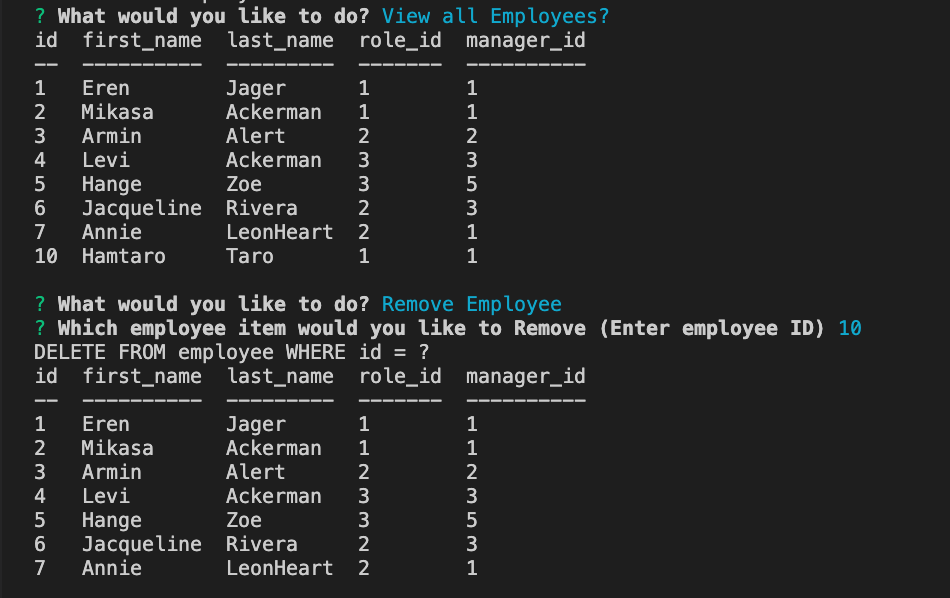 ? What would you like to do? View all Employees?
id  first_name  last_name  role_id  manager_id
--  ----------  ---------  -------  ----------
1   Eren        Jager      1        1
2   Mikasa      Ackerman   1        1
3   Armin       Alert      2        2
4   Levi        Ackerman   3        3
5   Hange       Zoe        3        5
6   Jacqueline  Rivera     2        3
7   Annie       LeonHeart  2        1
10  Hamtaro     Taro       1        1
? What would you like to do? Remove Employee
? Which employee item would you like to Remove (Enter employee ID) 10
DELETE FROM employee WHERE id = ?
id  first_name  last_name  role_id  manager_id
--  ----------  ---------  -------  ----------
1   Eren        Jager      1        1
2   Mikasa      Ackerman   1        1
3   Armin       Alert      2        2
4   Levi        Ackerman   3        3
5   Hange       Zoe        3        5
6   Jacqueline  Rivera     2        3
7   Annie       LeonHeart  2        1